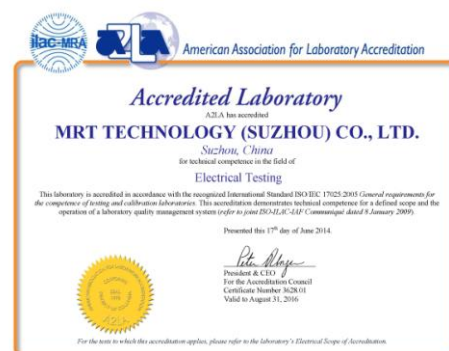 ilac-MRA
A2LA
American Association for Laboratory Accreditation
Accredited Laboratory
A2LA has accredited
MRT TECHNOLOGY (SUZHOU) CO., LTD.
Suzhou, China
for technical competence in the field of
Electrical Testing
This laboratory is accredited in accordance with the recognized International Standard ISO/IEC 17025:2005 General requirements for
the competence of testing and calibration laboratories. This accreditation demonstrates technical competence for a defined scope and the
operation of a laboratory quality management system (refer to joint ISO-ILAC-IAF Communiqué dated 8 January 2009).
Presented this 17th day of June 2014.
President & CEO
For the Accreditation Council
Certificate Number 3628.01
Valid to August 31, 2016
A2LA
For the tests to which this accreditation applies, please refer to the laboratory's Electrical Scope of Accreditation.